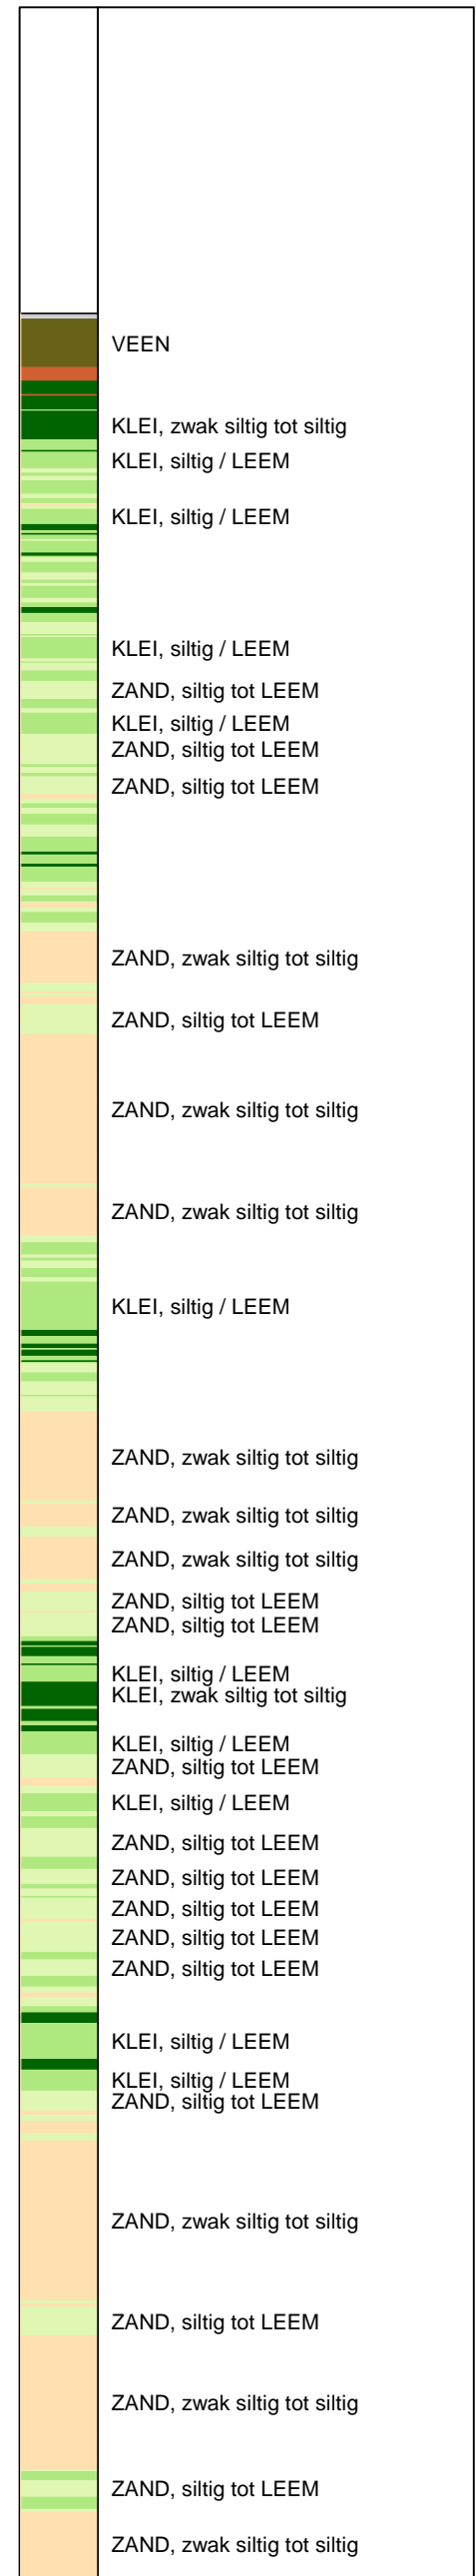 VEEN
KLEI, zwak siltig tot siltig
KLEI, siltig / LEEM
KLEI, siltig / LEEM
KLEI, siltig / LEEM
ZAND, siltig tot LEEM
KLEI, siltig / LEEM
ZAND, siltig tot LEEM
ZAND, siltig tot LEEM
ZAND, zwak siltig tot siltig
ZAND, siltig tot LEEM
ZAND, zwak siltig tot siltig
ZAND, zwak siltig tot siltig
KLEI, siltig / LEEM
ZAND, zwak siltig tot siltig
ZAND, zwak siltig tot siltig
ZAND, zwak siltig tot siltig
ZAND, siltig tot LEEM
ZAND, siltig tot LEEM
KLEI, siltig / LEEM
KLEI, zwak siltig tot siltig
KLEI, siltig / LEEM
ZAND, siltig tot LEEM
KLEI, siltig / LEEM
ZAND, siltig tot LEEM
ZAND, siltig tot LEEM
ZAND, siltig tot LEEM
ZAND, siltig tot LEEM
ZAND, siltig tot LEEM
KLEI, siltig / LEEM
KLEI, siltig / LEEM
ZAND, siltig tot LEEM
ZAND, zwak siltig tot siltig
ZAND, siltig tot LEEM
ZAND, zwak siltig tot siltig
ZAND, siltig tot LEEM
ZAND, zwak siltig tot siltig